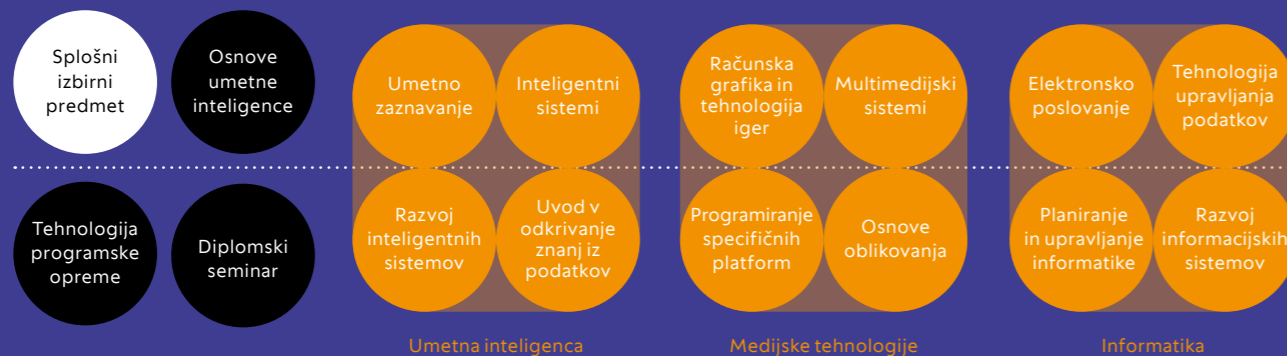 Splošni
izbirni
predmet
Osnove
umetne
inteligence
Umetno
zaznavanje
Inteligentni
sistemi
Računska
grafika in
tehnologija
iger
Multimedijski
sistemi
Elektronsko
poslovanje
Tehnologija
upravljanja
podatkov
Tehnologija
programske
opreme
Diplomski
seminar
Razvoj
inteligentnih
sistemov
Uvod v
odkrivanje
znanj iz
podatkov
Programiranje
specifičnih
platform
Osnove
oblikovanja
Planiranje
in upravljanje
informatike
Razvoj
informacijskih
sistemov
Umetna inteligenca
Medijske tehnologije
Informatika